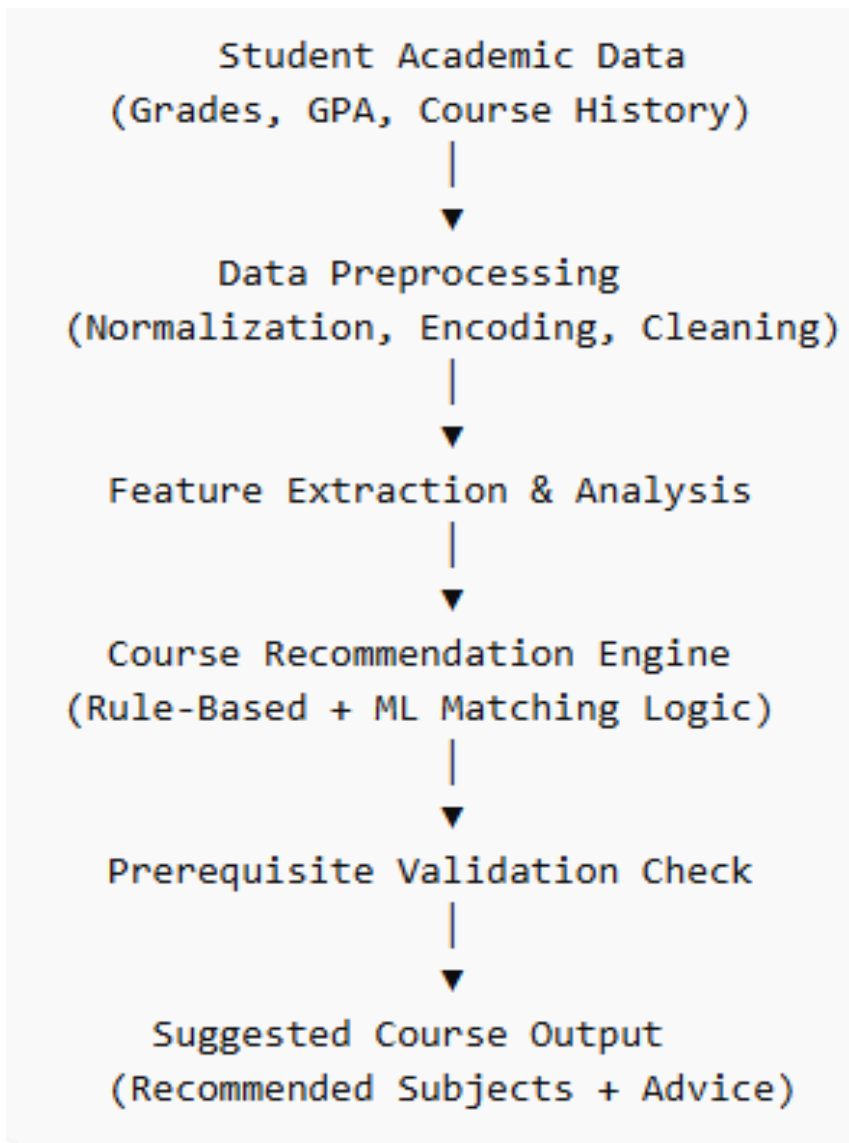 Student Academic Data
(Grades, GPA, Course History)
Data Preprocessing
(Normalization, Encoding, Cleaning)
Feature Extraction & Analysis
Course Recommendation Engine
(Rule-Based + ML Matching Logic)
Prerequisite Validation Check
Suggested Course Output
(Recommended Subjects + Advice)